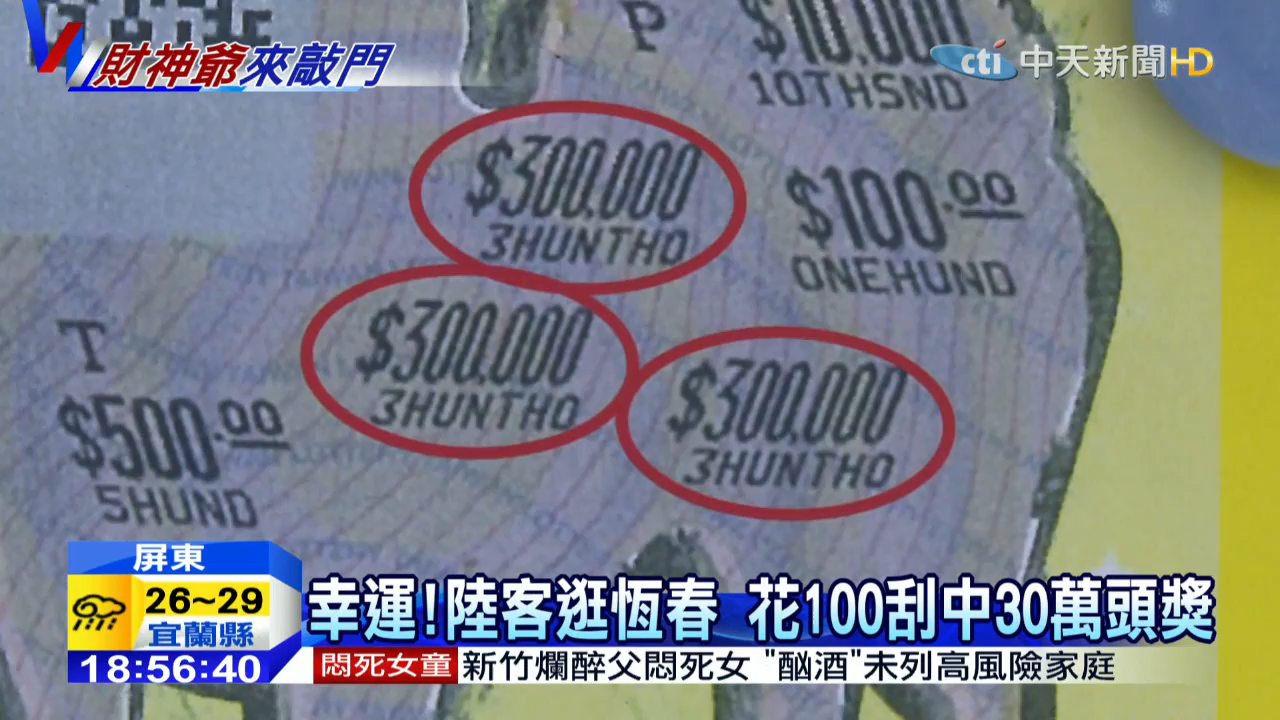 財神爺來敲門
cti 中天新聞HD
P
$10.000
10THSND
$300.000
3HUNTHO
$100.00
ONEHUND
$300.000
3HUNTHO
$300.000
3HUNTHO
T
$500.00
5HUND
屏東
26~29
宜蘭縣
18:56:40
幸運!陸客逛恆春 花100刮中30萬頭獎
悶死女童 新竹爛醉父悶死女 "酗酒"未列高風險家庭